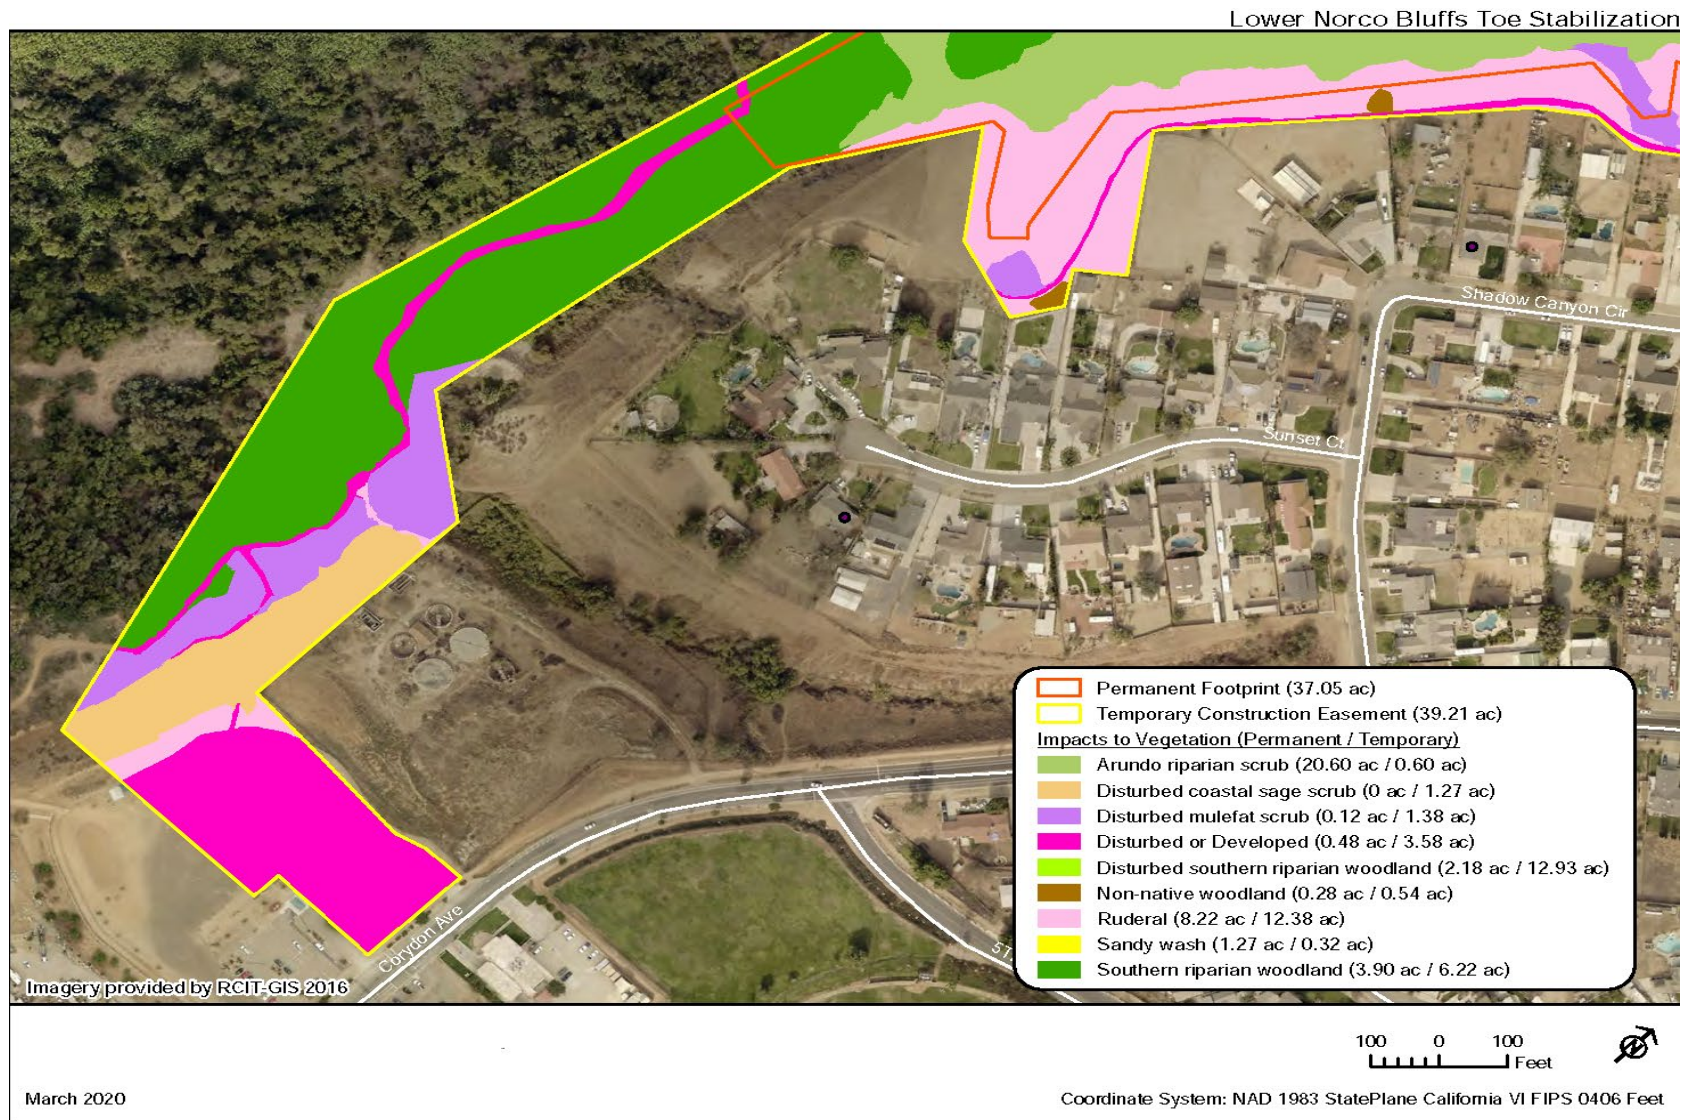 Lower Norco Bluffs Toe Stabilization
Shadow Canyon Cir
Sunset Ct
Corydon Ave
5T
Permanent Footprint (37.05 ac)
Temporary Construction Easement (39.21 ac)
Impacts to Vegetation (Permanent / Temporary)
Arundo riparian scrub (20.60 ac / 0.60 ac)
Disturbed coastal sage scrub (0 ac / 1.27 ac)
Disturbed mulefat scrub (0.12 ac / 1.38 ac)
Disturbed or Developed (0.48 ac / 3.58 ac)
Disturbed southern riparian woodland (2.18 ac / 12.93 ac)
Non-native woodland (0.28 ac / 0.54 ac)
Ruderal (8.22 ac / 12.38 ac)
Sandy wash (1.27 ac / 0.32 ac)
Southern riparian woodland (3.90 ac / 6.22 ac)
Imagery provided by RCIT-GIS 2016
100 0 100
Feet
N
March 2020
Coordinate System: NAD 1983 StatePlane California VI FIPS 0406 Feet